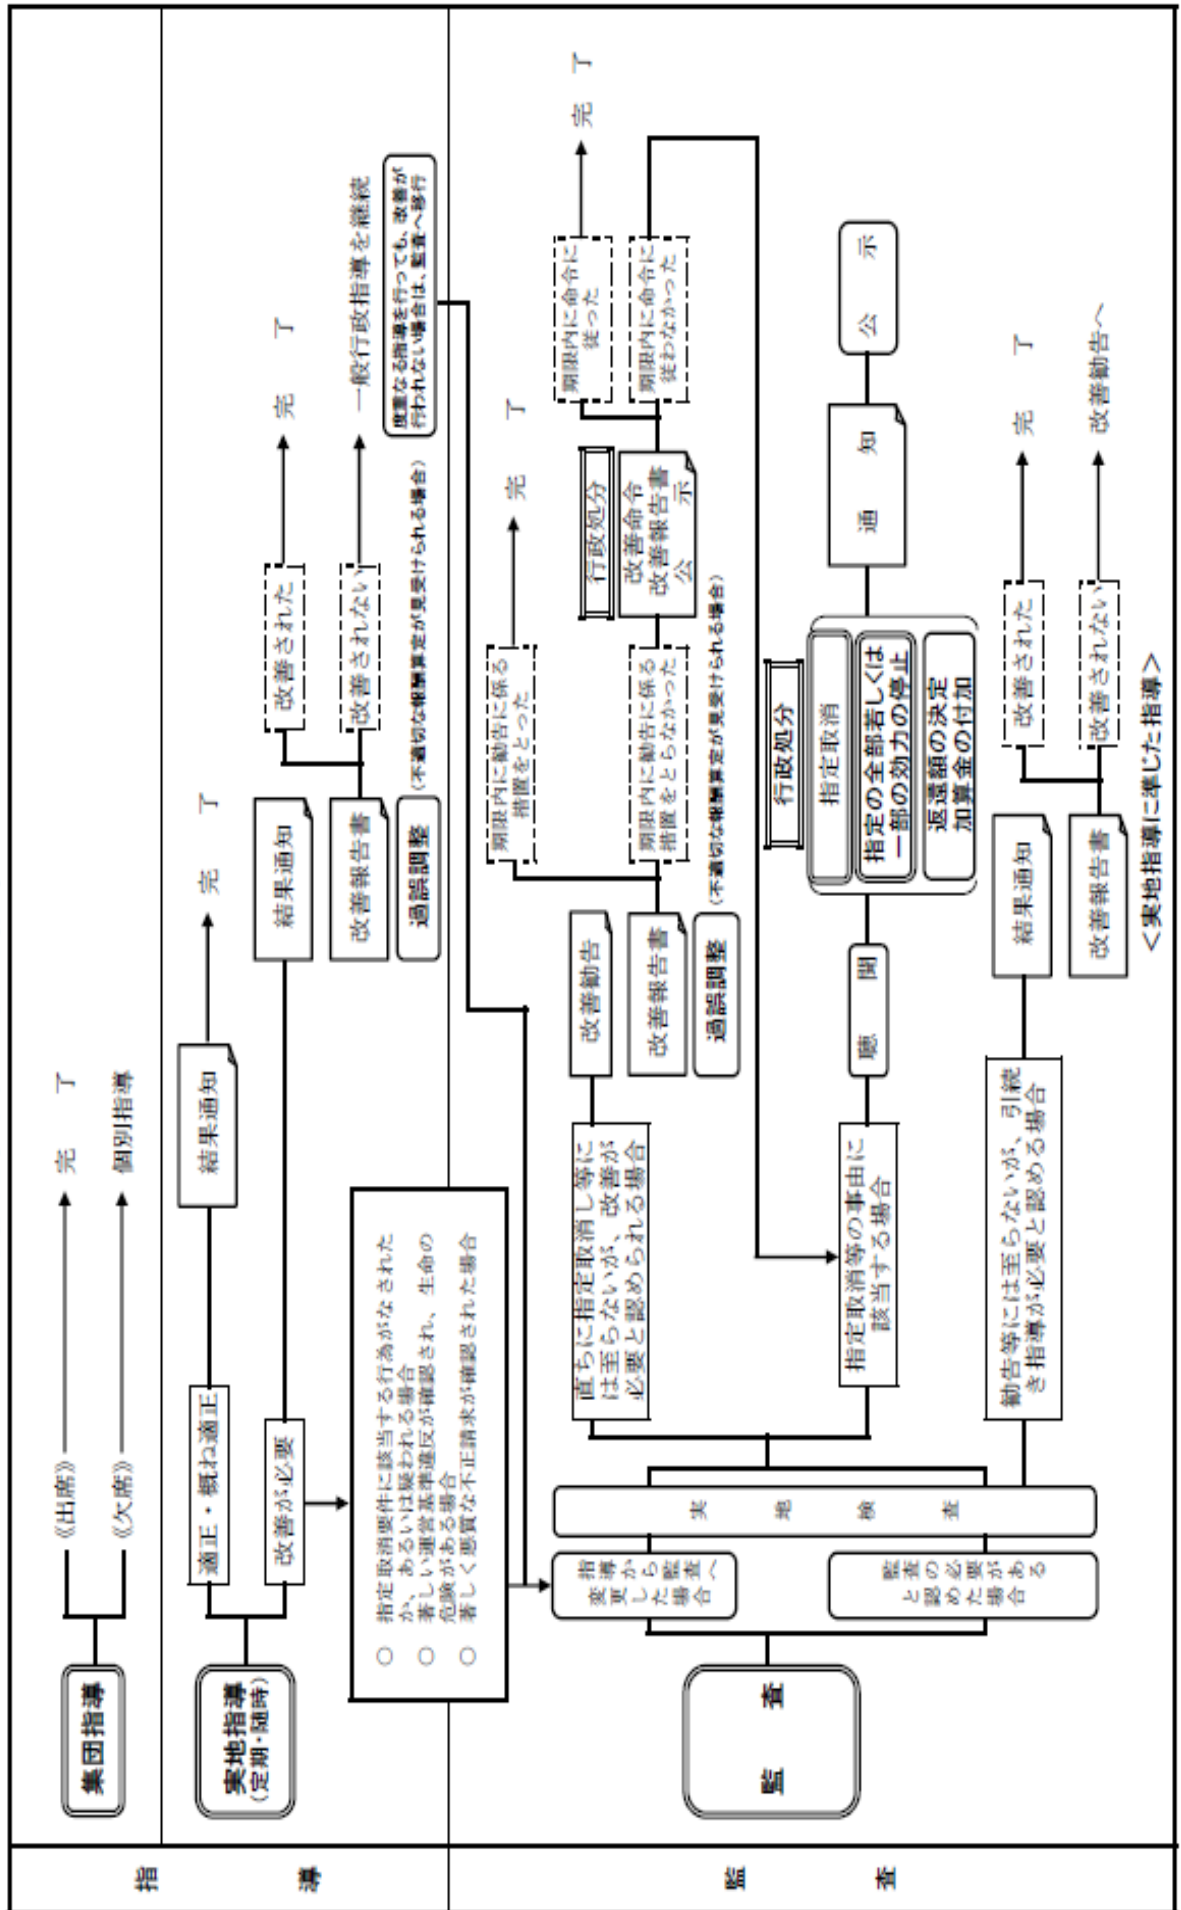 指導
集団指導
《出席》
完了
《欠席》
個別指導
実地指導
(定期・随時)
適正・概ね適正
結果通知
完了
改善が必要
結果通知
改善報告書
過誤調整
(不適切な報酬算定が見受けられる場合)
改善された
完了
改善されない
一般行政指導を継続
度重なる指導を行っても、改善が
行われない場合は、監査へ移行
○ 指定取消要件に該当する行為がなされた
か、あるいは疑われる場合
○ 著しい運営基準違反が確認され、生命の
危険がある場合
○ 著しく悪質な不正請求が確認された場合
監査
監査
指導から監査へ
変更した場合
監査の必要がある
と認めた場合
実地検査
直ちに指定取消し等に
は至らないが、改善が
必要と認められる場合
改善勧告
改善報告書
過誤調整
(不適切な報酬算定が見受けられる場合)
期限内に勧告に係る
措置をとった
完了
期限内に勧告に係る
措置をとらなかった
行政処分
改善命令
改善報告書
公示
期限内に命令に
従った
完了
期限内に命令に
従わなかった
指定取消等の事由に
該当する場合
聴聞
行政処分
指定取消
指定の全部若しくは
一部の効力の停止
返還額の決定
加算金の付加
通知
公示
勧告等には至らないが、引続
き指導が必要と認める場合
結果通知
改善報告書
改善された
完了
改善されない
改善勧告へ
＜実地指導に準じた指導＞